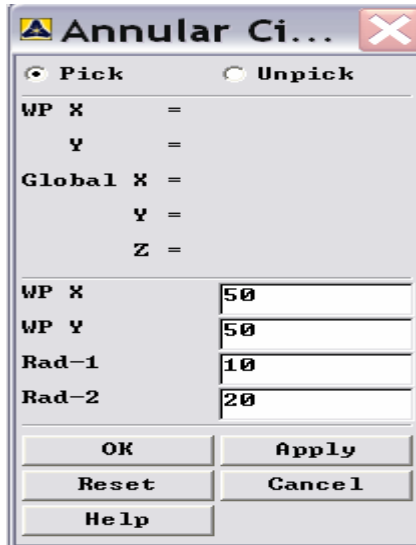 Annular Ci...
Pick Unpick
WP X =
Y =
Global X =
Y =
Z =
WP X 50
WP Y 50
Rad-1 10
Rad-2 20
OK Apply
Reset Cancel
Help